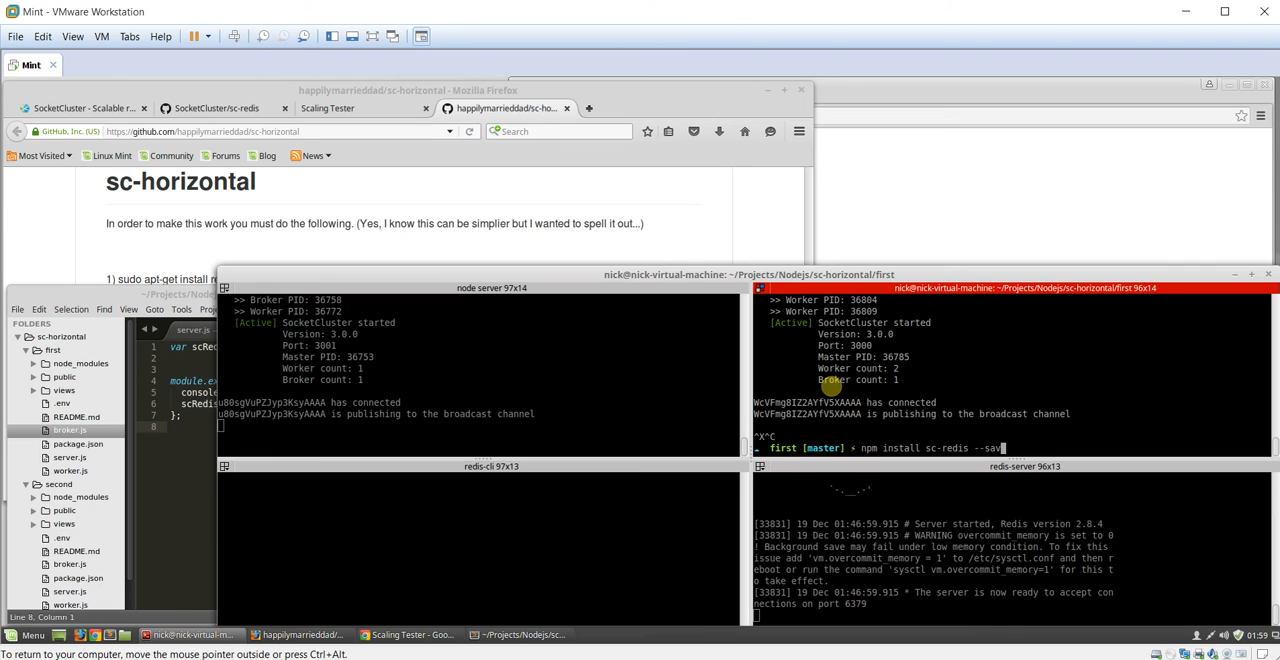 Mint - VMware Workstation
File Edit View VM Tabs Help
Mint
happilymarrieddad/sc-horizontal - Mozilla Firefox
SocketCluster - Scalable r... SocketCluster/sc-redis Scaling Tester happilymarrieddad/sc-ho...
GitHub, Inc. (US) https://github.com/happilymarrieddad/sc-horizontal Search
Most Visited Linux Mint Community Forums Blog News
sc-horizontal
In order to make this work you must do the following. (Yes, I know this can be simplier but I wanted to spell it out...)
1) sudo apt-get install re
nick@nick-virtual-machine: ~/Projects/Nodejs/sc-horizontal/first
~/Projects/Nod
File Edit Selection Find View Goto Tools Proj
FOLDERS
sc-horizontal
first
node_modules
public
views
.env
README.md
broker.js
package.json
server.js
worker.js
second
node_modules
public
views
.env
README.md
broker.js
package.json
server.js
worker.js
Line 8, Column 1
server.js
1 var scRed
2
3
4 module.ex
5 console
6 scRedis
7 };
8
node server 97x14
>> Broker PID: 36758
>> Worker PID: 36772
[Active] SocketCluster started
Version: 3.0.0
Port: 3001
Master PID: 36753
Worker count: 1
Broker count: 1
u80sgVuPZJyp3KsyAAAA has connected
u80sgVuPZJyp3KsyAAAA is publishing to the broadcast channel
nick@nick-virtual-machine: ~/Projects/Nodejs/sc-horizontal/first 96x14
>> Worker PID: 36804
>> Worker PID: 36809
[Active] SocketCluster started
Version: 3.0.0
Port: 3000
Master PID: 36785
Worker count: 2
Broker count: 1
WcVFmg8IZ2AYfV5XAAAA has connected
WcVFmg8IZ2AYfV5XAAAA is publishing to the broadcast channel
^X^C
first [master] ⚡ npm install sc-redis --sav
redis-cli 97x13
redis-server 96x13
`-.__.-'
[33831] 19 Dec 01:46:59.915 # Server started, Redis version 2.8.4
[33831] 19 Dec 01:46:59.915 # WARNING overcommit_memory is set to 0
! Background save may fail under low memory condition. To fix this
issue add 'vm.overcommit_memory = 1' to /etc/sysctl.conf and then r
eboot or run the command 'sysctl vm.overcommit_memory=1' for this t
o take effect.
[33831] 19 Dec 01:46:59.915 * The server is now ready to accept con
nections on port 6379
Menu nick@nick-virtual-m... happilymarrieddad/sc... Scaling Tester - Goo... ~/Projects/Nodejs/sc... 01:59
To return to your computer, move the mouse pointer outside or press Ctrl+Alt.